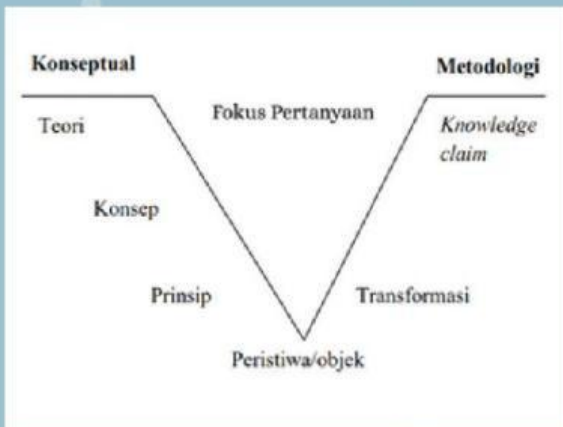 Konseptual
Metodologi
Fokus Pertanyaan
Teori
Knowledge
claim
Konsep
Prinsip
Transformasi
Peristiwa/objek